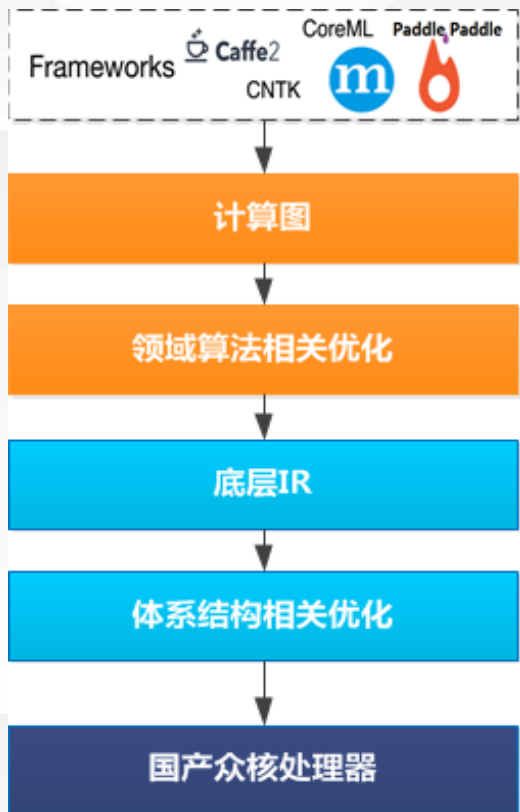 CoreML Paddle Paddle
Frameworks Caffe2
CNTK m
计算图
领域算法相关优化
底层IR
体系结构相关优化
国产众核处理器